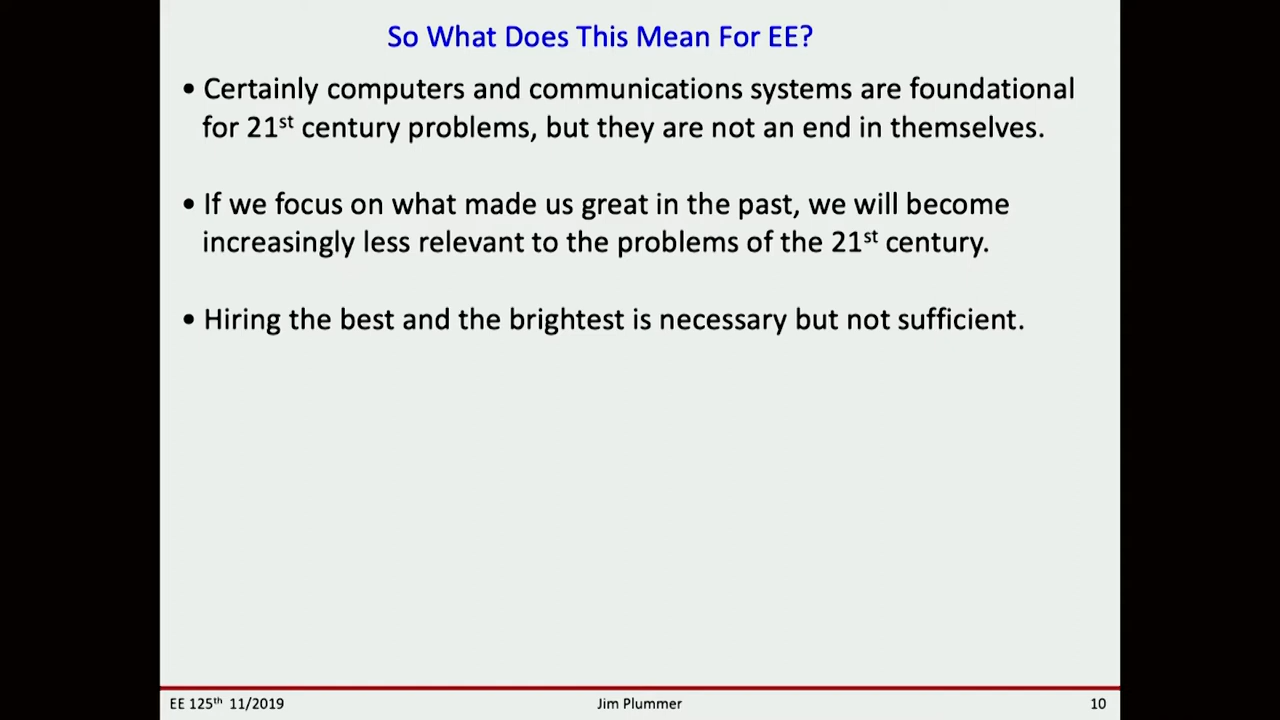 So What Does This Mean For EE?
• Certainly computers and communications systems are foundational
for 21st century problems, but they are not an end in themselves.
• If we focus on what made us great in the past, we will become
increasingly less relevant to the problems of the 21st century.
• Hiring the best and the brightest is necessary but not sufficient.
EE 125th 11/2019
Jim Plummer
10